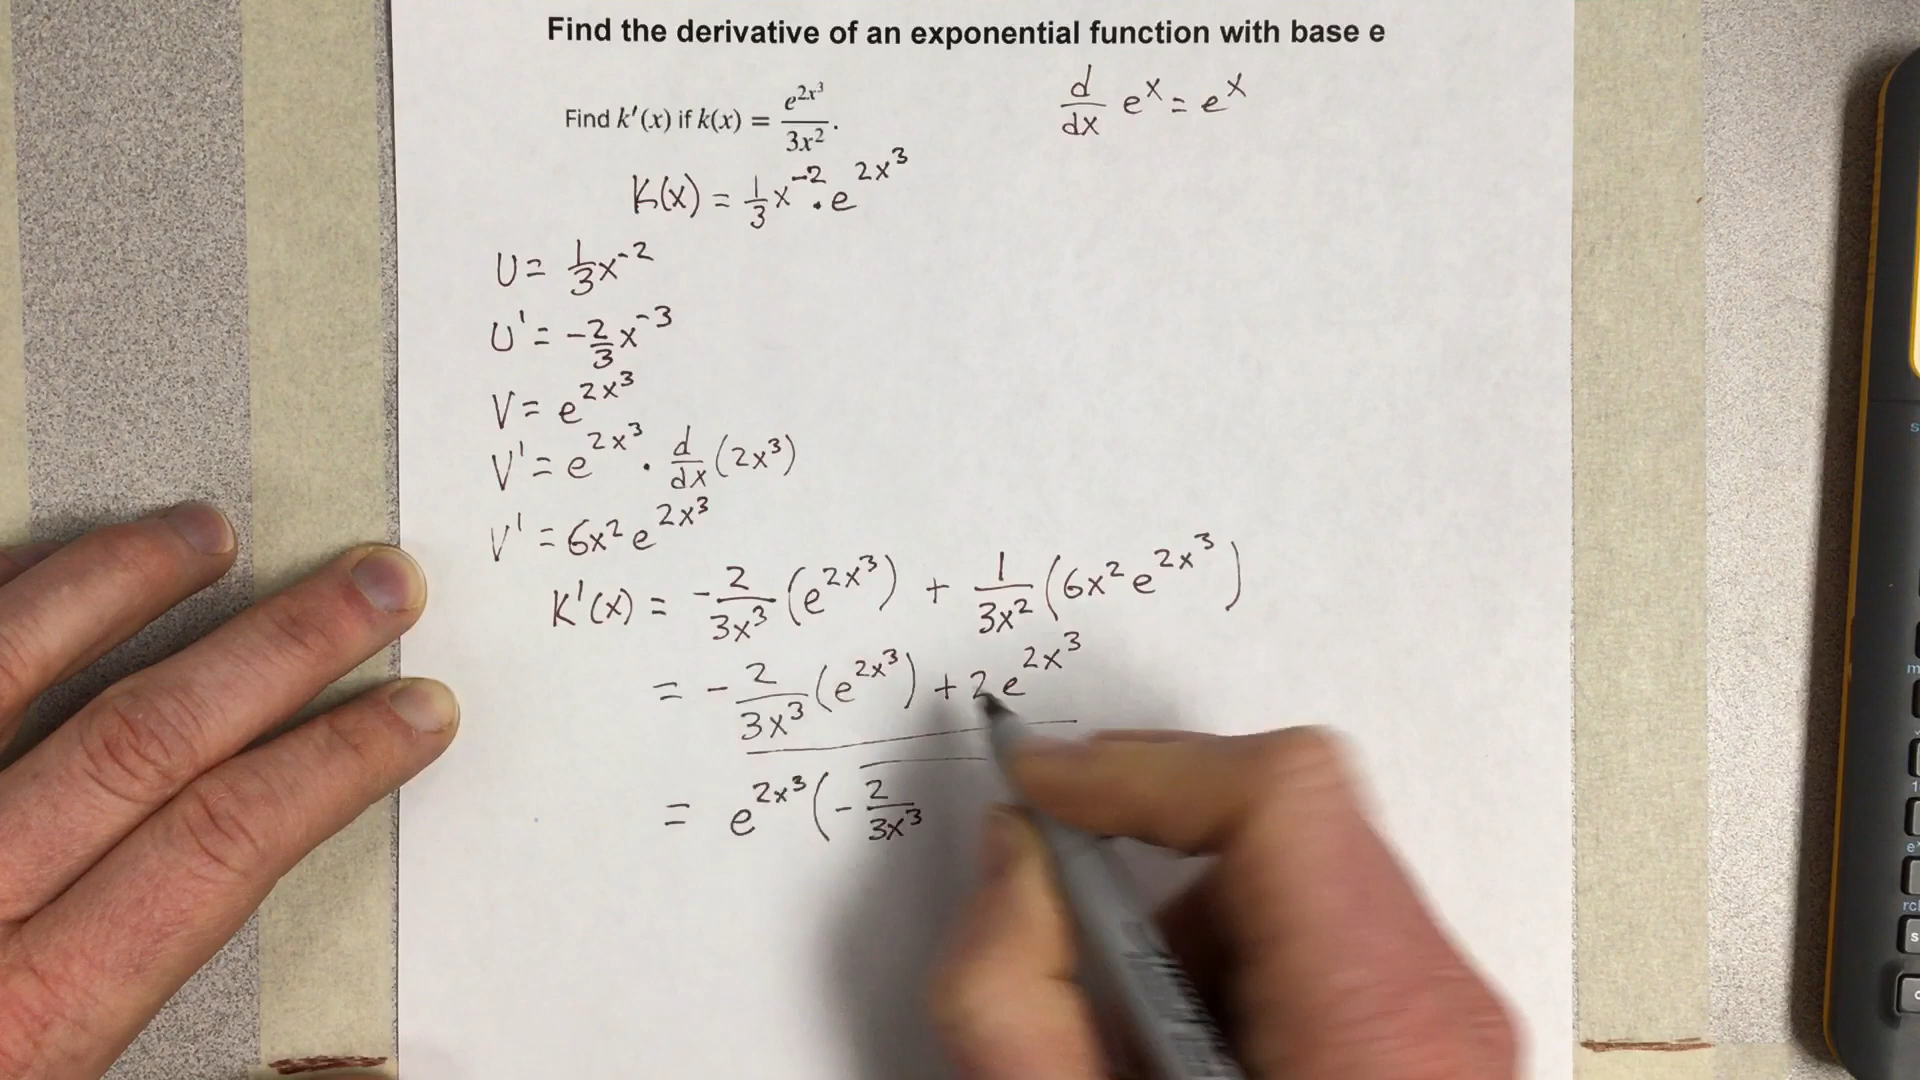 Find the derivative of an exponential function with base e
Find k′(x) if k(x) = e^{2x³} / 3x².
d/dx e^x = e^x
K(x) = 1/3 x^{-2} · e^{2x³}
U = 1/3 x^{-2}
U' = -2/3 x^{-3}
V = e^{2x³}
V' = e^{2x³} · d/dx (2x³)
V' = 6x² e^{2x³}
K'(x) = -2/3x³ (e^{2x³}) + 1/3x² (6x² e^{2x³})
= -2/3x³ (e^{2x³}) + 2e^{2x³}
= e^{2x³} (-2/3x³